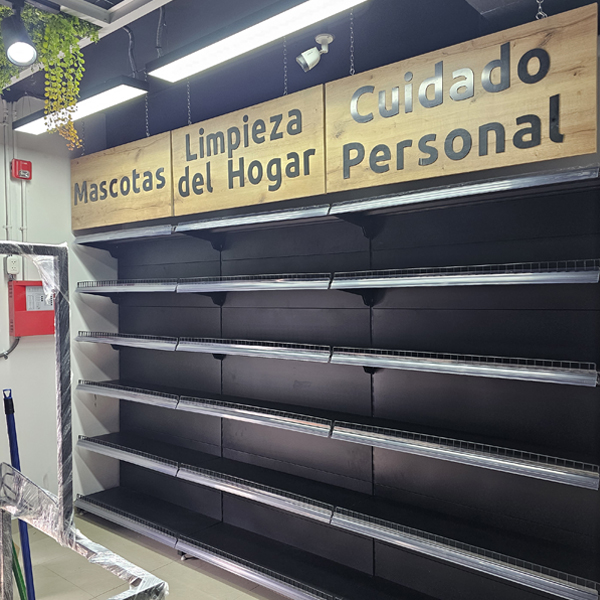 Mascotas
Limpieza
del Hogar
Cuidado
Personal